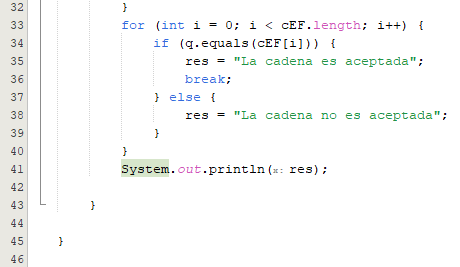 32 }
33 for (int i = 0; i < cEF.length; i++) {
34 if (q.equals(cEF[i])) {
35 res = "La cadena es aceptada";
36 break;
37 } else {
38 res = "La cadena no es aceptada";
39 }
40 }
41 System.out.println(x: res);
42
43 }
44
45 }
46